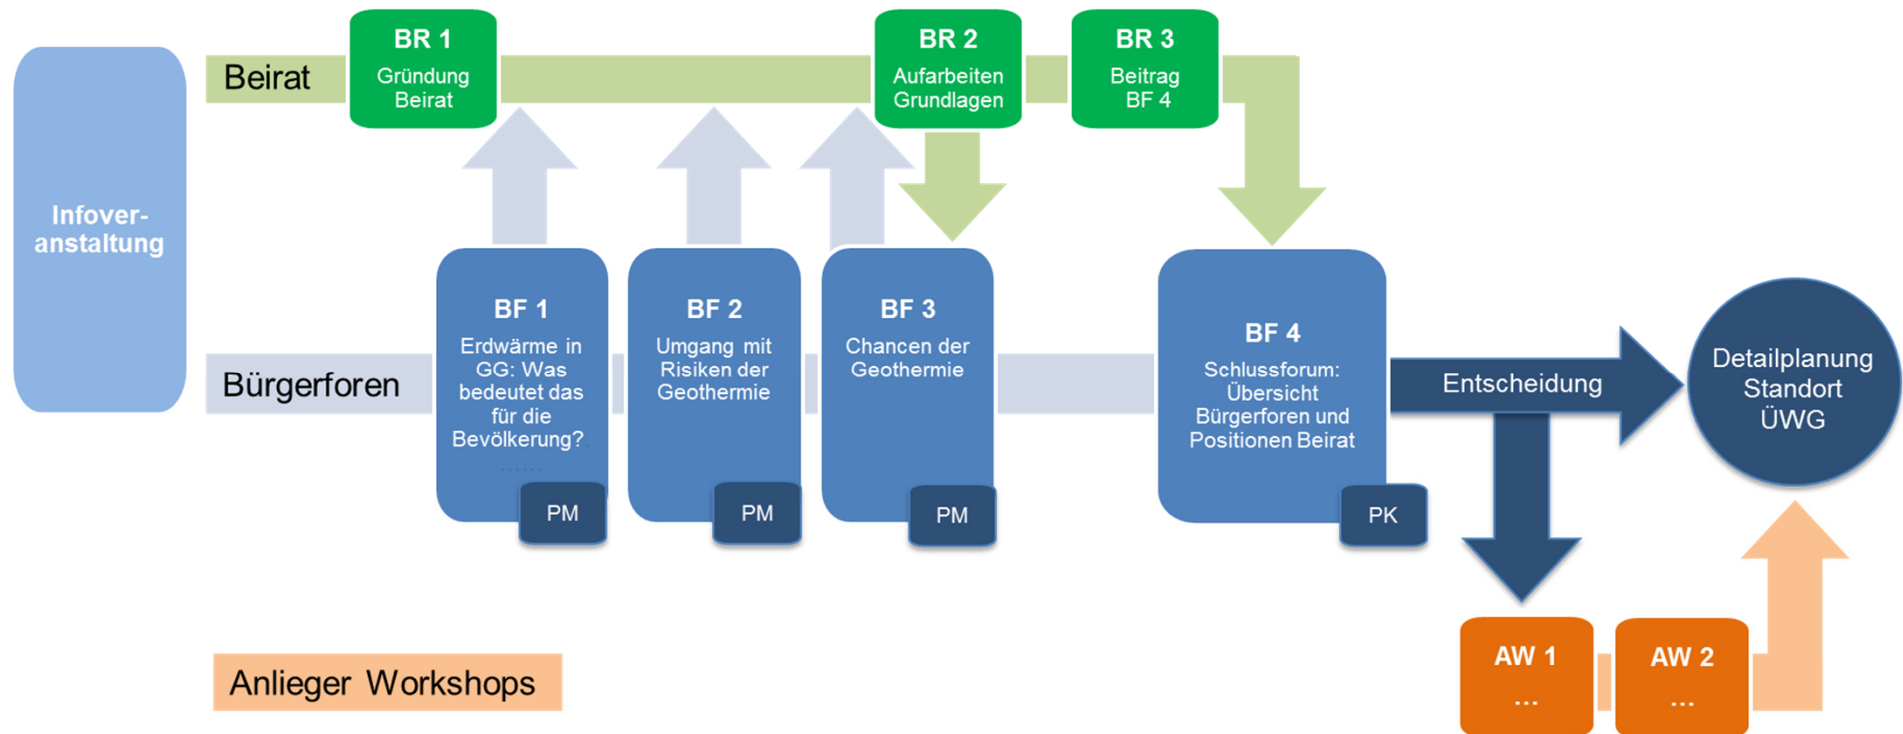 Infover-
anstaltung
Beirat
BR 1
Gründung
Beirat
BR 2
Aufarbeiten
Grundlagen
BR 3
Beitrag
BF 4
Bürgerforen
BF 1
Erdwärme in
GG: Was
bedeutet das
für die
Bevölkerung?
......
PM
BF 2
Umgang mit
Risiken der
Geothermie
PM
BF 3
Chancen der
Geothermie
PM
BF 4
Schlussforum:
Übersicht
Bürgerforen und
Positionen Beirat
PK
Entscheidung
Detailplanung
Standort
ÜWG
Anlieger Workshops
AW 1
...
AW 2
...